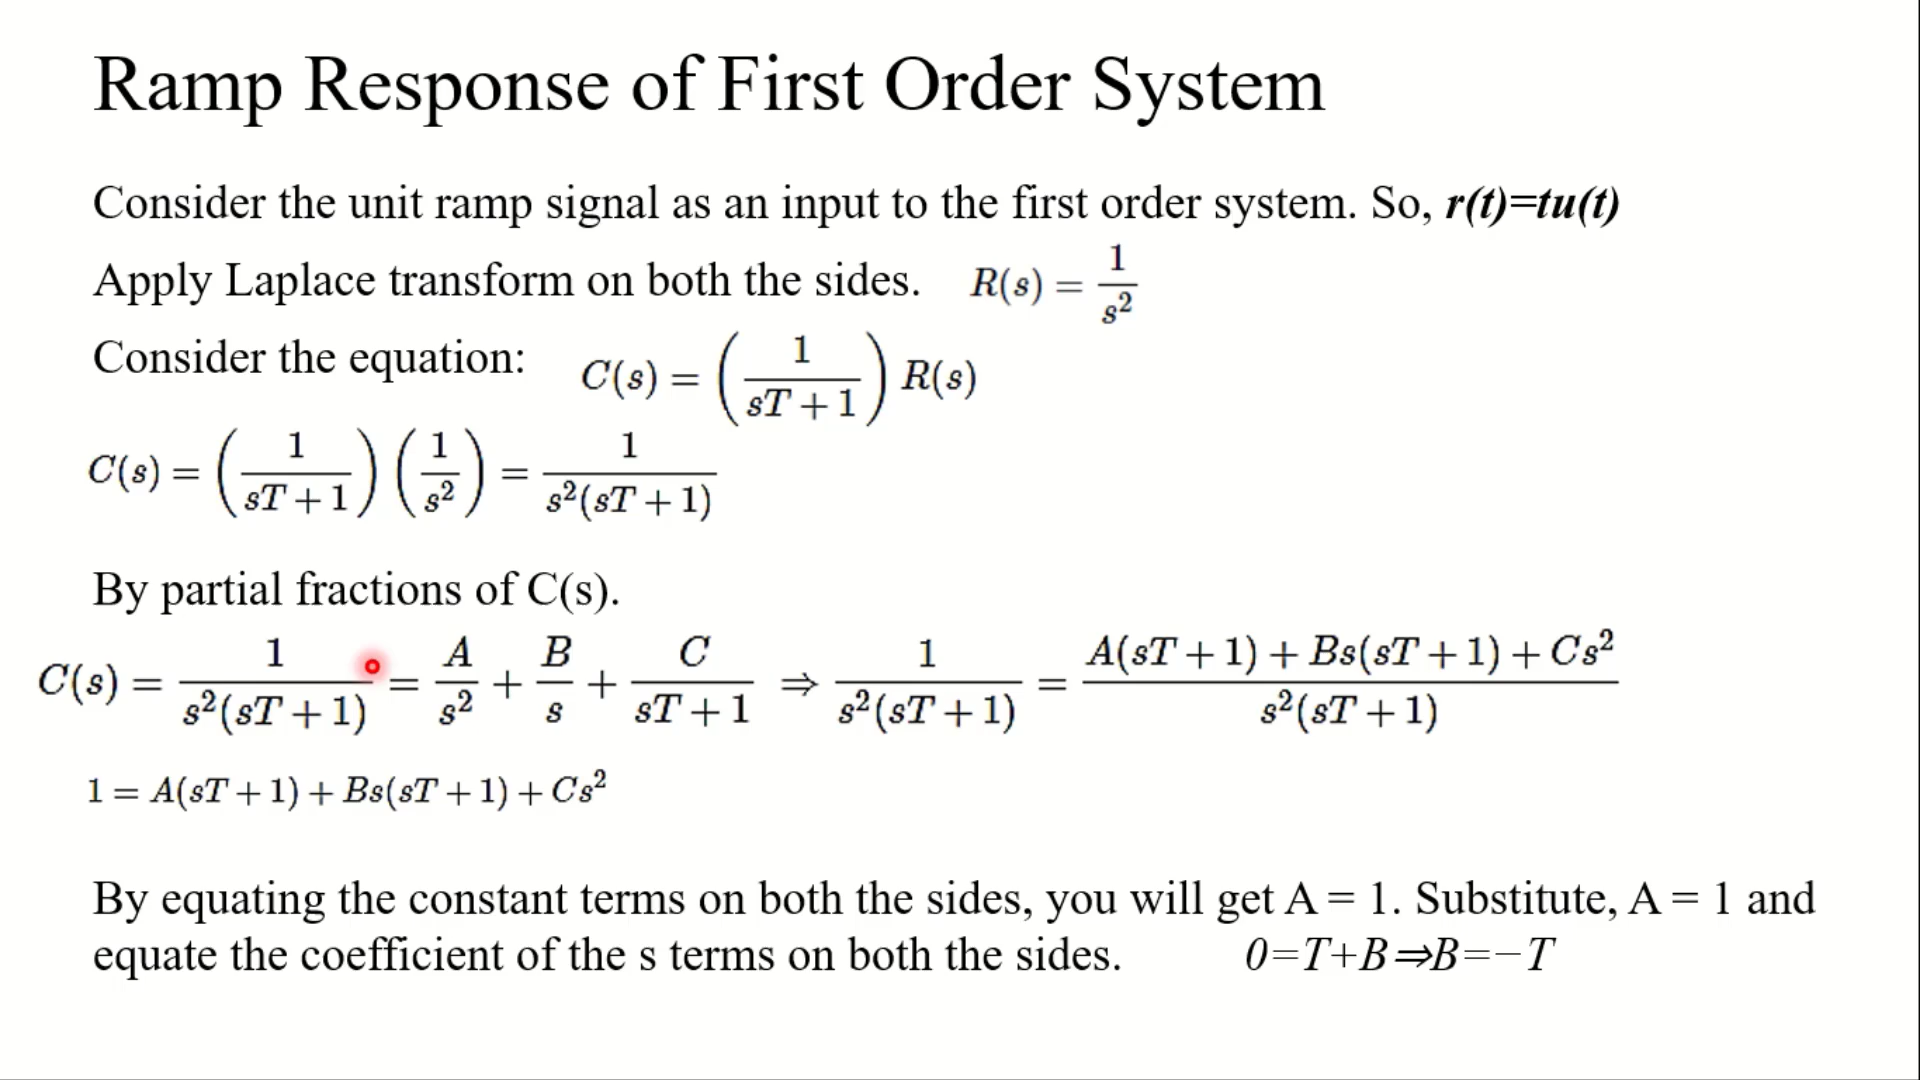 Ramp Response of First Order System
Consider the unit ramp signal as an input to the first order system. So, r(t)=tu(t)
Apply Laplace transform on both the sides. R(s) = 1/s²
Consider the equation: C(s) = (1/(sT + 1)) R(s)
C(s) = (1/(sT + 1)) (1/s²) = 1/(s²(sT + 1))
By partial fractions of C(s).
C(s) = 1/(s²(sT + 1)) = A/s² + B/s + C/(sT + 1) ⇒ 1/(s²(sT + 1)) = (A(sT + 1) + Bs(sT + 1) + Cs²)/(s²(sT + 1))
1 = A(sT + 1) + Bs(sT + 1) + Cs²
By equating the constant terms on both the sides, you will get A = 1. Substitute, A = 1 and
equate the coefficient of the s terms on both the sides. 0=T+B⇒B=−T